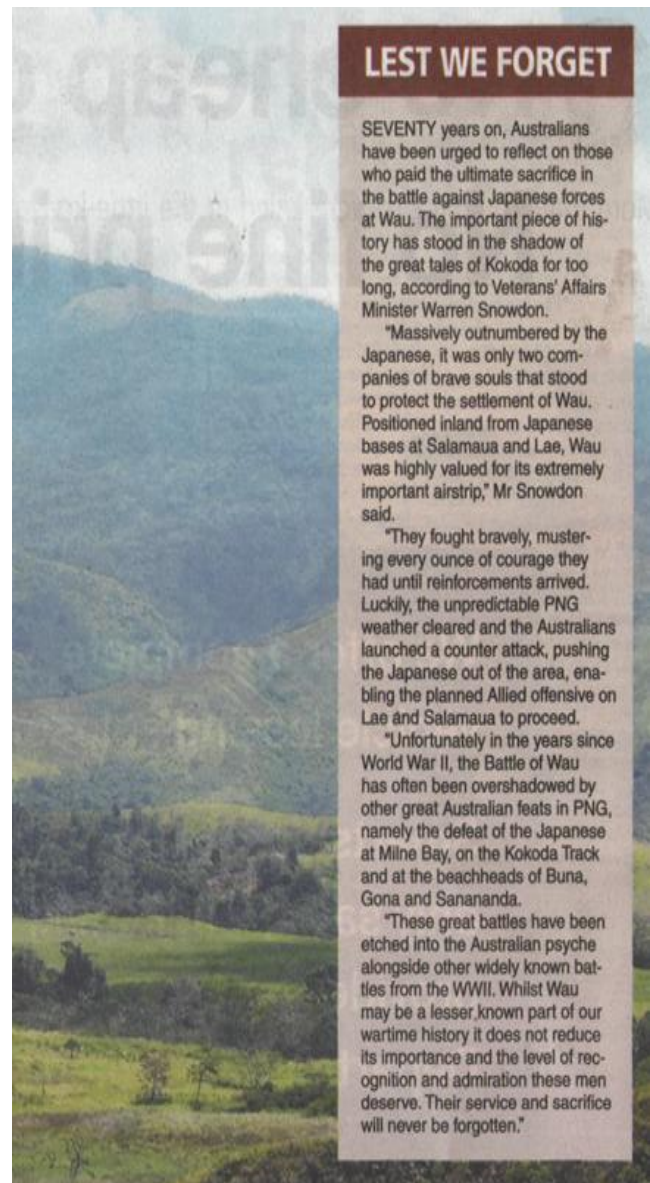 LEST WE FORGET
SEVENTY years on, Australians
have been urged to reflect on those
who paid the ultimate sacrifice in
the battle against Japanese forces
at Wau. The important piece of his-
tory has stood in the shadow of
the great tales of Kokoda for too
long, according to Veterans' Affairs
Minister Warren Snowdon.
"Massively outnumbered by the
Japanese, it was only two com-
panies of brave souls that stood
to protect the settlement of Wau.
Positioned inland from Japanese
bases at Salamaua and Lae, Wau
was highly valued for its extremely
important airstrip," Mr Snowdon
said.
"They fought bravely, muster-
ing every ounce of courage they
had until reinforcements arrived.
Luckily, the unpredictable PNG
weather cleared and the Australians
launched a counter attack, pushing
the Japanese out of the area, ena-
bling the planned Allied offensive on
Lae and Salamaua to proceed.
"Unfortunately in the years since
World War II, the Battle of Wau
has often been overshadowed by
other great Australian feats in PNG,
namely the defeat of the Japanese
at Milne Bay, on the Kokoda Track
and at the beachheads of Buna,
Gona and Sanananda.
"These great battles have been
etched into the Australian psyche
alongside other widely known bat-
tles from the WWII. Whilst Wau
may be a lesser known part of our
wartime history it does not reduce
its importance and the level of rec-
ognition and admiration these men
deserve. Their service and sacrifice
will never be forgotten."